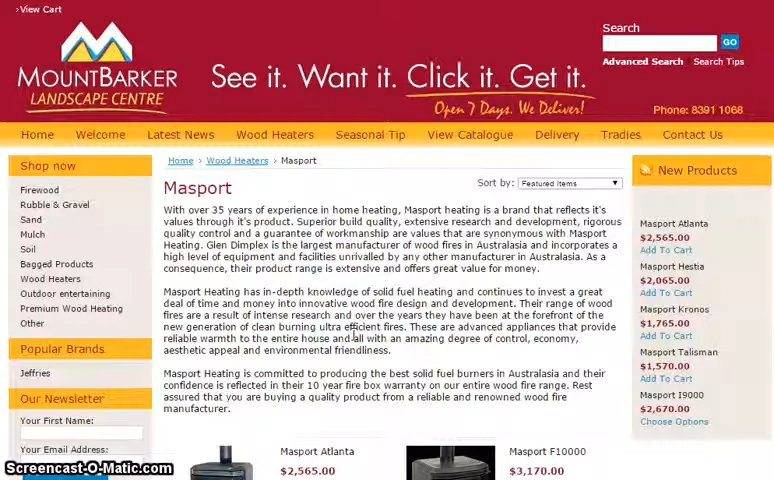 ›View Cart
Search
GO
Advanced Search Search Tips
MOUNTBARKER
LANDSCAPE CENTRE
See it. Want it. Click it. Get it.
Open 7 Days. We Deliver!
Phone: 8391 1068
Home Welcome Latest News Wood Heaters Seasonal Tip View Catalogue Delivery Tradies Contact Us
Shop now
Firewood
Rubble & Gravel
Sand
Mulch
Soil
Bagged Products
Wood Heaters
Outdoor entertaining
Premium Wood Heating
Other
Popular Brands
Jeffries
Our Newsletter
Your First Name:
Your Email Address:
Home › Wood Heaters › Masport
Masport
Sort by: Featured Items
With over 35 years of experience in home heating, Masport heating is a brand that reflects it's
values through it's product. Superior build quality, extensive research and development, rigorous
quality control and a guarantee of workmanship are values that are synonymous with Masport
Heating. Glen Dimplex is the largest manufacturer of wood fires in Australasia and incorporates a
high level of equipment and facilities unrivalled by any other manufacturer in Australasia. As a
consequence, their product range is extensive and offers great value for money.
Masport Heating has in-depth knowledge of solid fuel heating and continues to invest a great
deal of time and money into innovative wood fire design and development. Their range of wood
fires are a result of intense research and over the years they have been at the forefront of the
new generation of clean burning ultra efficient fires. These are advanced appliances that provide
reliable warmth to the entire house and all with an amazing degree of control, economy,
aesthetic appeal and environmental friendliness.
Masport Heating is committed to producing the best solid fuel burners in Australasia and their
confidence is reflected in their 10 year fire box warranty on our entire wood fire range. Rest
assured that you are buying a quality product from a reliable and renowned wood fire
manufacturer.
Masport Atlanta
$2,565.00
Masport F10000
$3,170.00
New Products
Masport Atlanta
$2,565.00
Add To Cart
Masport Hestia
$2,065.00
Add To Cart
Masport Kronos
$1,765.00
Add To Cart
Masport Talisman
$1,570.00
Add To Cart
Masport I9000
$2,670.00
Choose Options
Screencast-O-Matic.com